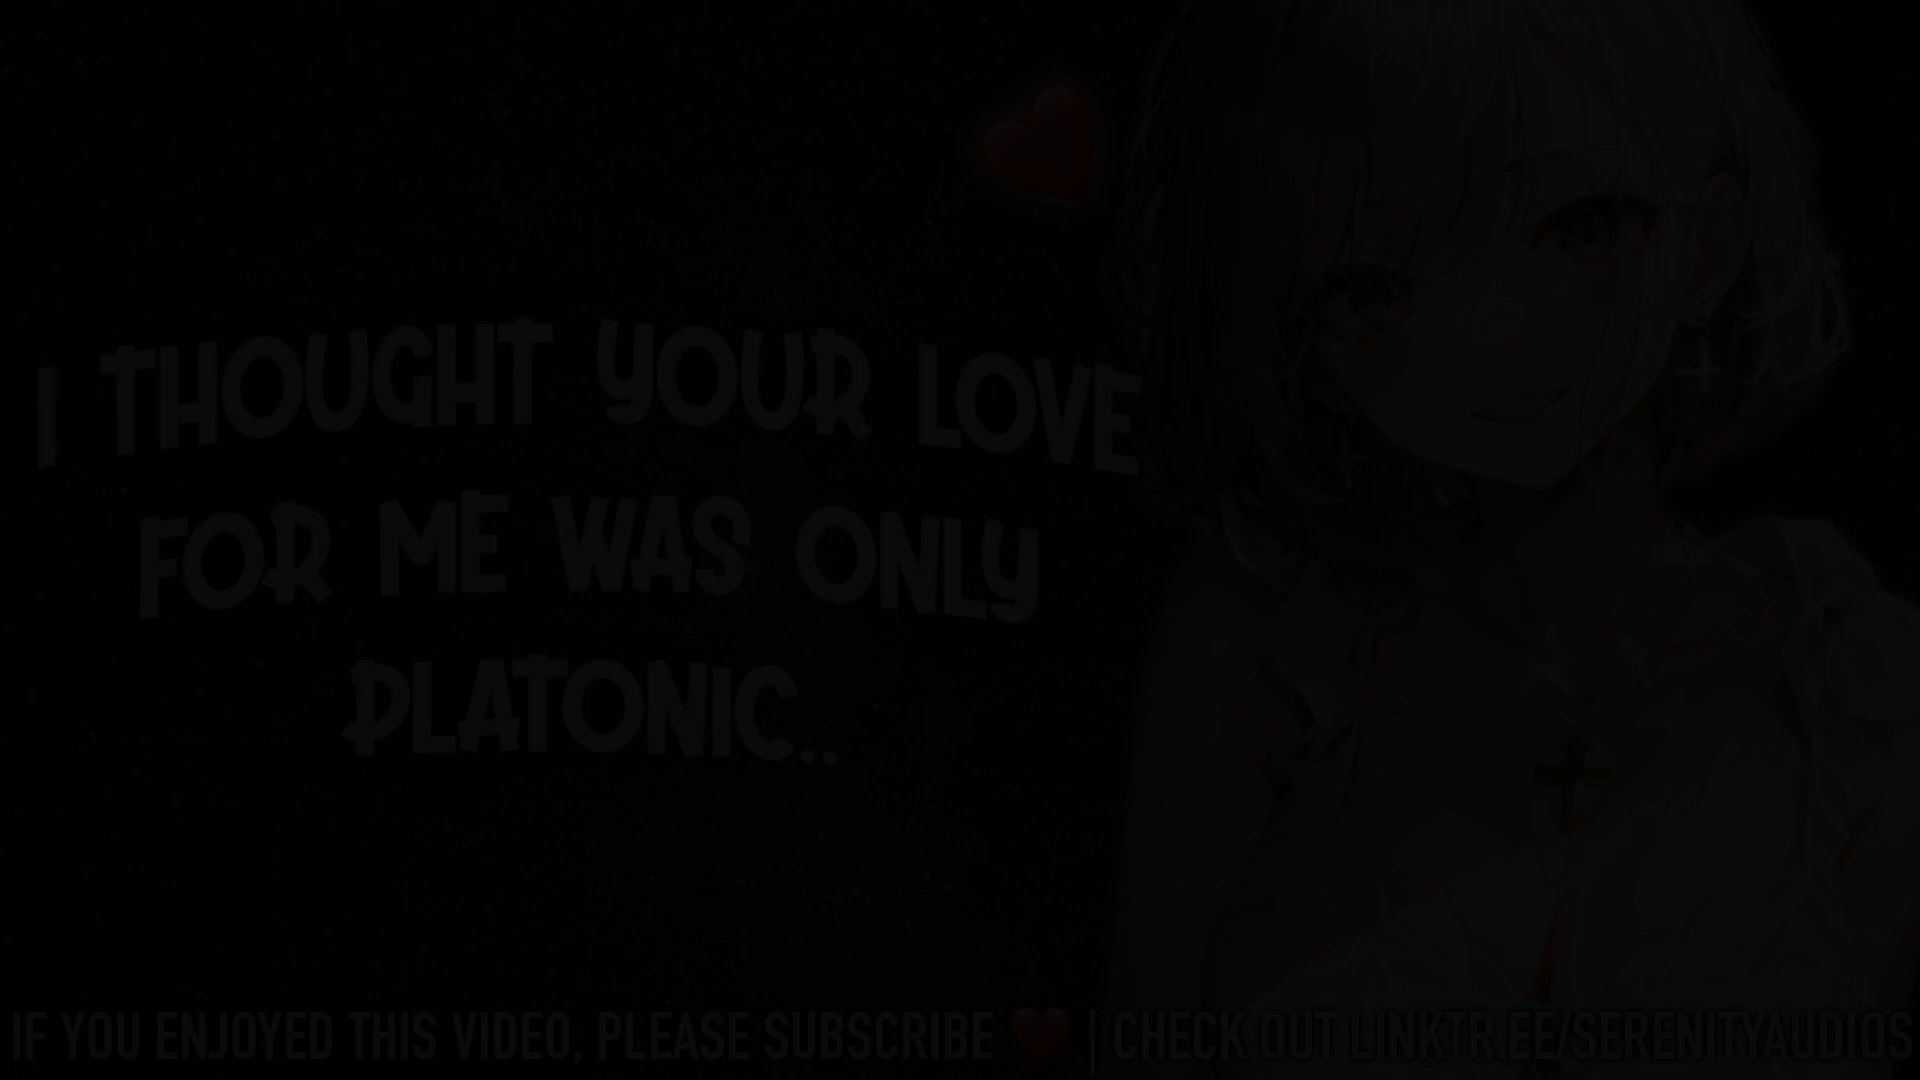 I THOUGHT YOUR LOVE
FOR ME WAS ONLY
PLATONIC..
IF YOU ENJOYED THIS VIDEO, PLEASE SUBSCRIBE ❤ | CHECK OUT LINKTR.EE/SERENITYAUDIOS